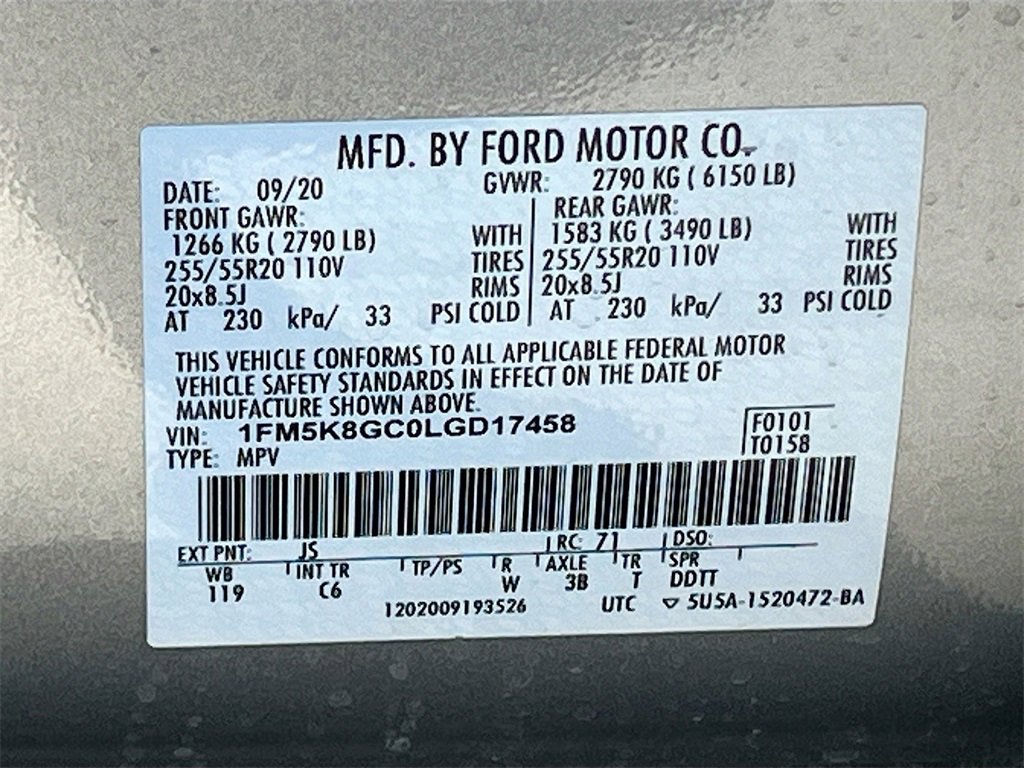 MFD. BY FORD MOTOR CO.
DATE: 09/20 GVWR: 2790 KG ( 6150 LB)
FRONT GAWR: REAR GAWR:
1266 KG ( 2790 LB) WITH 1583 KG ( 3490 LB) WITH
255/55R20 110V TIRES 255/55R20 110V TIRES
20x8.5J RIMS 20x8.5J RIMS
AT 230 kPa/ 33 PSI COLD AT 230 kPa/ 33 PSI COLD
THIS VEHICLE CONFORMS TO ALL APPLICABLE FEDERAL MOTOR
VEHICLE SAFETY STANDARDS IN EFFECT ON THE DATE OF
MANUFACTURE SHOWN ABOVE.
VIN: 1FM5K8GC0LGD17458 F0101
TYPE: MPV T0158
EXT PNT: JS RC: 71 DSO:
WB INT TR TP/PS R AXLE TR SPR
119 C6 W 3B T DDTT
1202009193526 UTC ▽ 5U5A-1520472-BA